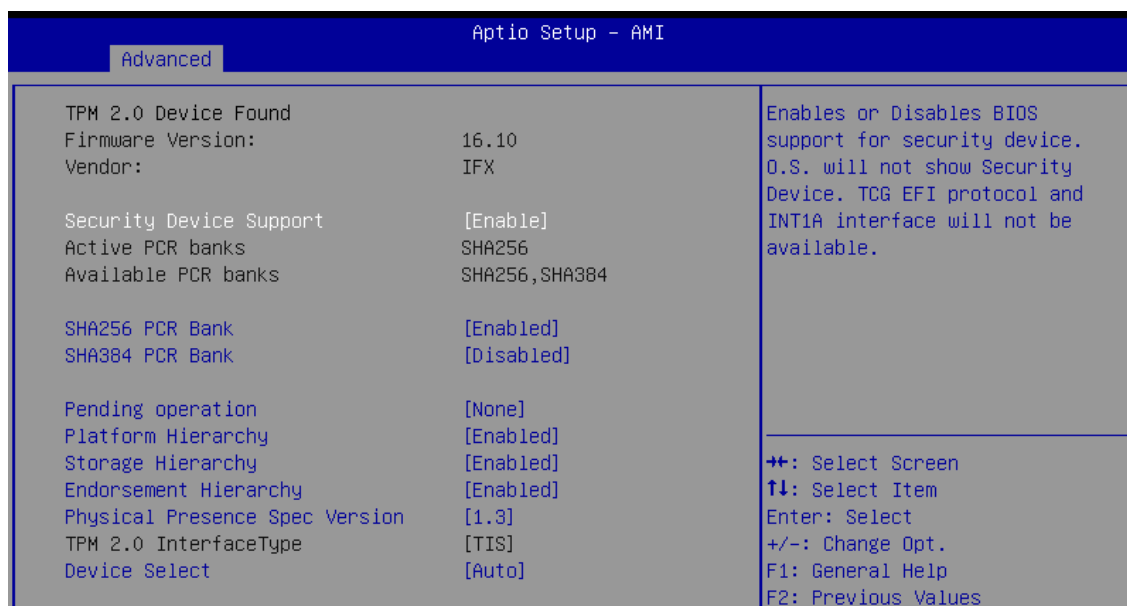 Aptio Setup – AMI
Advanced
TPM 2.0 Device Found
Firmware Version: 16.10
Vendor: IFX
Security Device Support [Enable]
Active PCR banks SHA256
Available PCR banks SHA256,SHA384
SHA256 PCR Bank [Enabled]
SHA384 PCR Bank [Disabled]
Pending operation [None]
Platform Hierarchy [Enabled]
Storage Hierarchy [Enabled]
Endorsement Hierarchy [Enabled]
Physical Presence Spec Version [1.3]
TPM 2.0 InterfaceType [TIS]
Device Select [Auto]
Enables or Disables BIOS
support for security device.
O.S. will not show Security
Device. TCG EFI protocol and
INT1A interface will not be
available.
→←: Select Screen
↑↓: Select Item
Enter: Select
+/-: Change Opt.
F1: General Help
F2: Previous Values